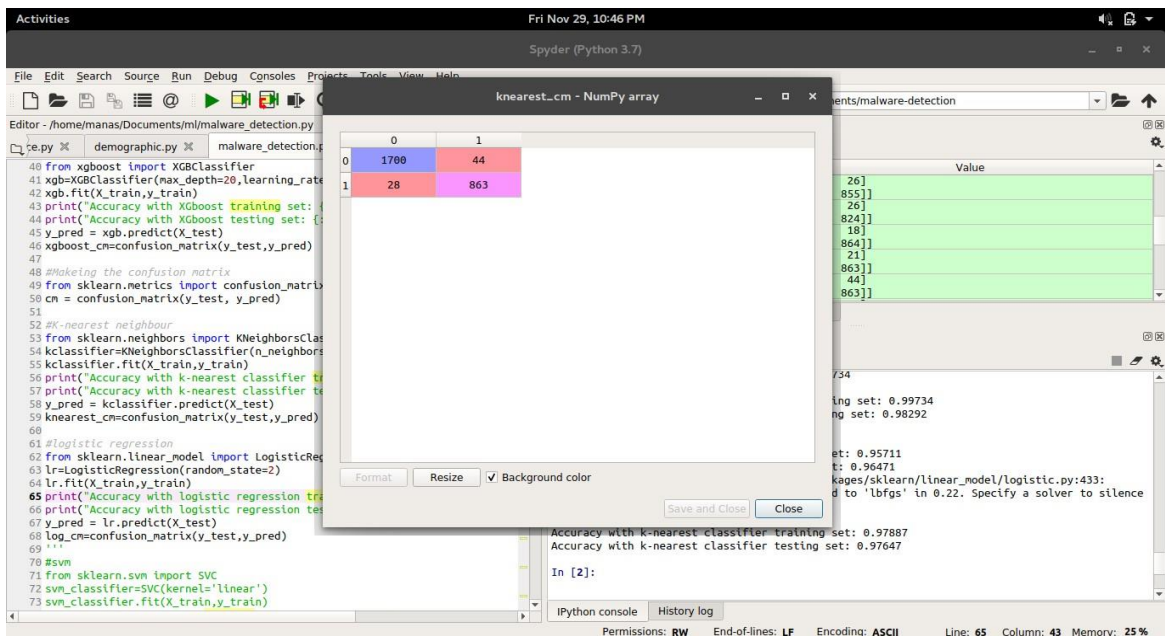 Activities Fri Nov 29, 10:46 PM
Spyder (Python 3.7)
File Edit Search Source Run Debug Consoles Projects Tools View Help
ents/malware-detection
Editor - /home/manas/Documents/ml/malware_detection.py
ce.py demographic.py malware_detection.p
40 from xgboost import XGBClassifier
41 xgb=XGBClassifier(max_depth=20,learning_rate
42 xgb.fit(X_train,y_train)
43 print("Accuracy with XGboost training set: {
44 print("Accuracy with XGboost testing set: {:
45 y_pred = xgb.predict(X_test)
46 xgboost_cm=confusion_matrix(y_test,y_pred)
47
48 #Makeing the confusion matrix
49 from sklearn.metrics import confusion_matrix
50 cm = confusion_matrix(y_test, y_pred)
51
52 #K-nearest neighbour
53 from sklearn.neighbors import KNeighborsClas
54 kclassifier=KNeighborsClassifier(n_neighbors
55 kclassifier.fit(X_train,y_train)
56 print("Accuracy with k-nearest classifier tr
57 print("Accuracy with k-nearest classifier te
58 y_pred = kclassifier.predict(X_test)
59 knearest_cm=confusion_matrix(y_test,y_pred)
60
61 #logistic regression
62 from sklearn.linear_model import LogisticReg
63 lr=LogisticRegression(random_state=2)
64 lr.fit(X_train,y_train)
65 print("Accuracy with logistic regression tra
66 print("Accuracy with logistic regression tes
67 y_pred = lr.predict(X_test)
68 log_cm=confusion_matrix(y_test,y_pred)
69 '''
70 #svm
71 from sklearn.svm import SVC
72 svm_classifier=SVC(kernel='linear')
73 svm_classifier.fit(X_train,y_train)
knearest_cm - NumPy array
0 1
0 1700 44
1 28 863
Format Resize Background color
Save and Close Close
Value
26]
855]]
26]
824]]
18]
864]]
21]
863]]
44]
863]]
734
ing set: 0.99734
ng set: 0.98292
et: 0.95711
t: 0.96471
kages/sklearn/linear_model/logistic.py:433:
d to 'lbfgs' in 0.22. Specify a solver to silence
Accuracy with k-nearest classifier training set: 0.97887
Accuracy with k-nearest classifier testing set: 0.97647
In [2]:
IPython console History log
Permissions: RW End-of-lines: LF Encoding: ASCII Line: 65 Column: 43 Memory: 25 %